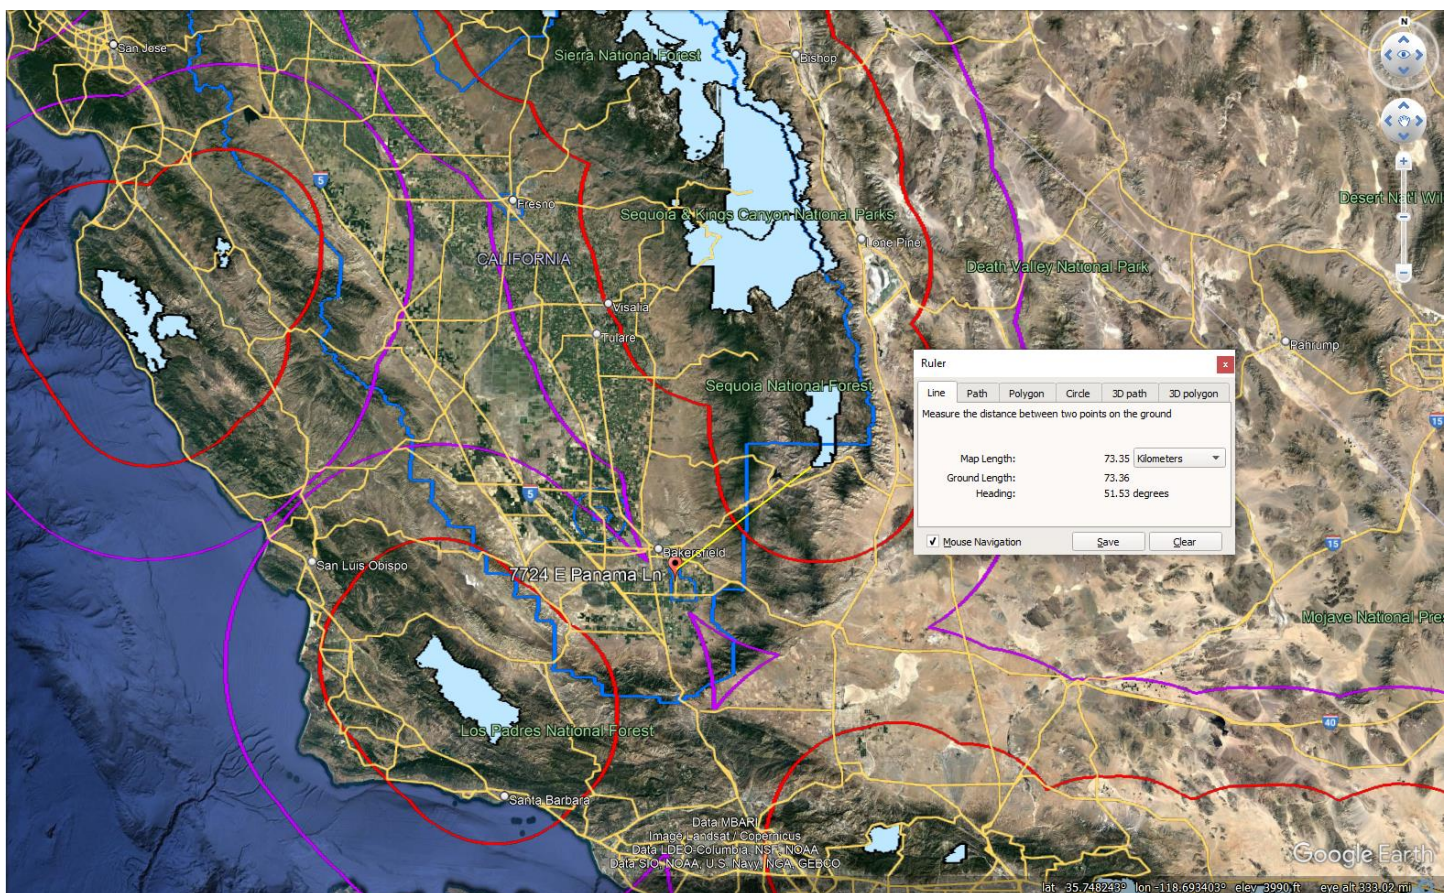 San Jose
Sierra National Forest
Bishop
N
5
Fresno
Sequoia & Kings Canyon National Parks
Desert Nat'l Wil
Lone Pine
CALIFORNIA
Death Valley National Park
Visalia
Tulare
Pahrump
Sequoia National Forest
15
Ruler
x
Line Path Polygon Circle 3D path 3D polygon
Measure the distance between two points on the ground
Map Length: 73.35 Kilometers
Ground Length: 73.36
Heading: 51.53 degrees
Mouse Navigation Save Clear
5
Bakersfield
15
San Luis Obispo
7724 E Panama Ln
Mojave National Pres
Los Padres National Forest
40
Santa Barbara
Data MBARI
Image Landsat / Copernicus
Data LDEO-Columbia, NSF, NOAA
Data SIO, NOAA, U.S. Navy, NGA, GEBCO
Google Earth
lat 35.748243° lon -118.693403° elev 3990 ft eye alt 333.02 mi